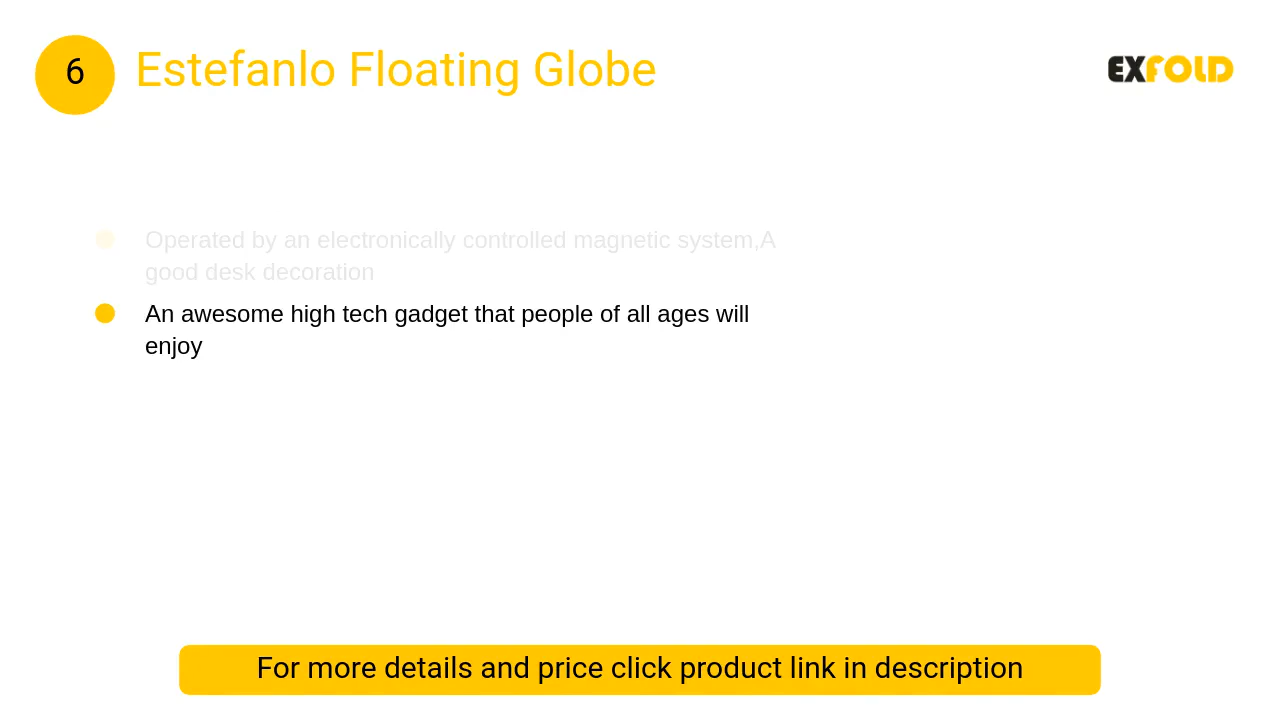 6
Estefanlo Floating Globe
EXFOLD
Operated by an electronically controlled magnetic system,A
good desk decoration
An awesome high tech gadget that people of all ages will
enjoy
For more details and price click product link in description